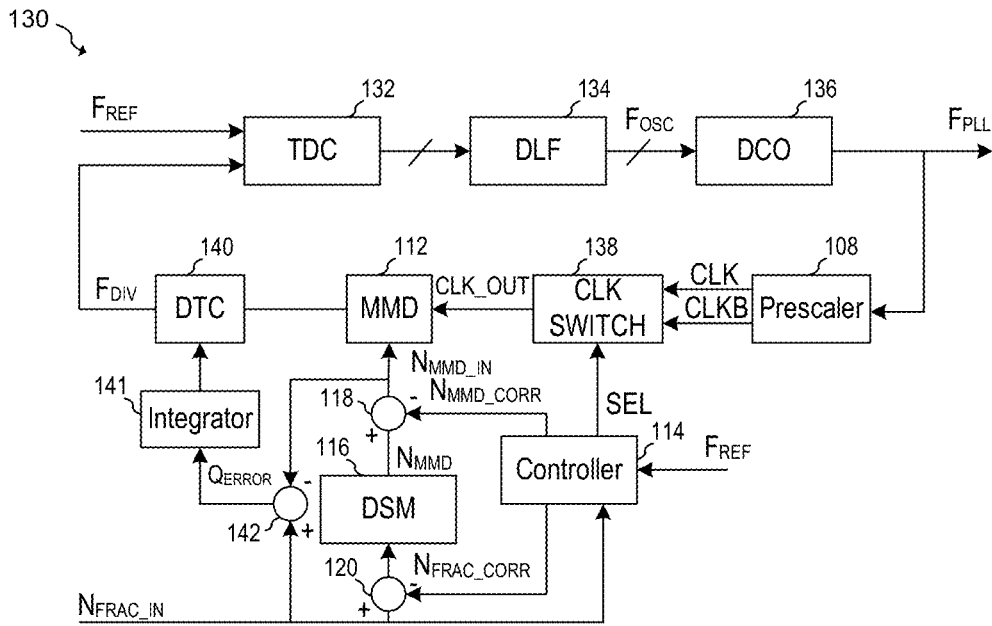 130
132
134
136
FREF
FOSC
FPLL
TDC
DLF
DCO
140
112
138
108
FDIV
DTC
MMD
CLK_OUT
CLK
SWITCH
CLK
CLKB
Prescaler
141
Integrator
NMMD_IN
118
-
NMMD_CORR
+
SEL
114
116
NMMD
Controller
FREF
QERROR
-
142
+
DSM
120
-
NFRAC_CORR
+
NFRAC_IN